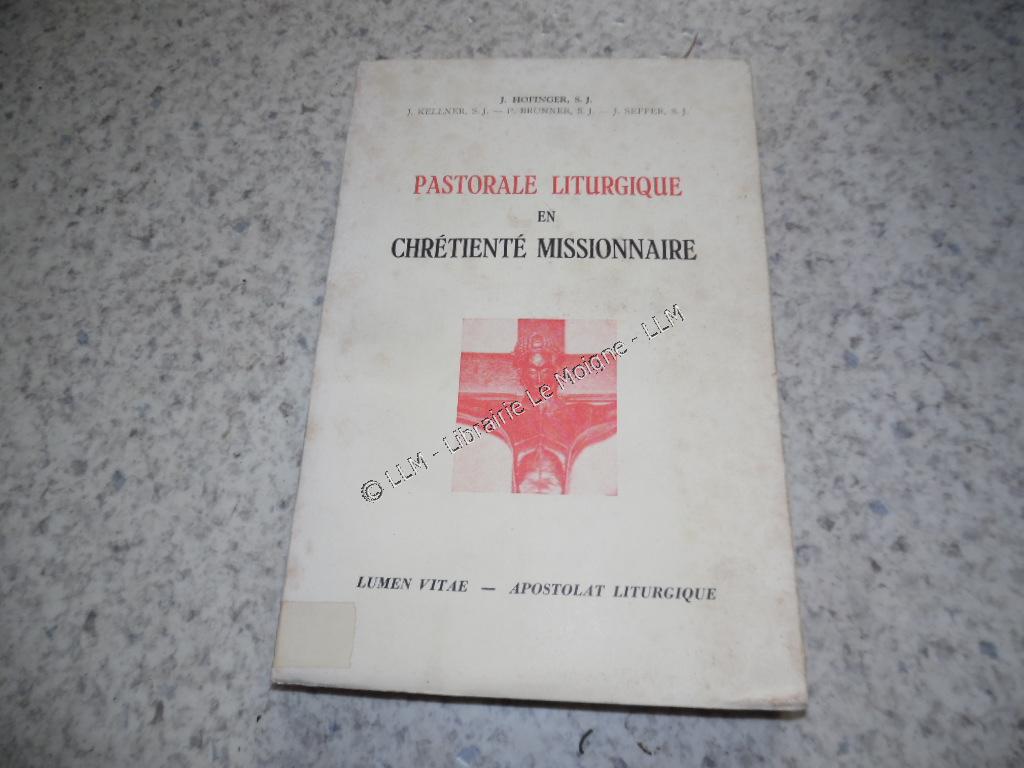 J. HOFINGER, S. J.
J. KELLNER, S. J. — P. BRUNNER, S. J. — J. SEFFER, S. J.
PASTORALE LITURGIQUE
EN
CHRÉTIENTÉ MISSIONNAIRE
© LLM - Librairie Le Moigne - LLM
LUMEN VITAE — APOSTOLAT LITURGIQUE